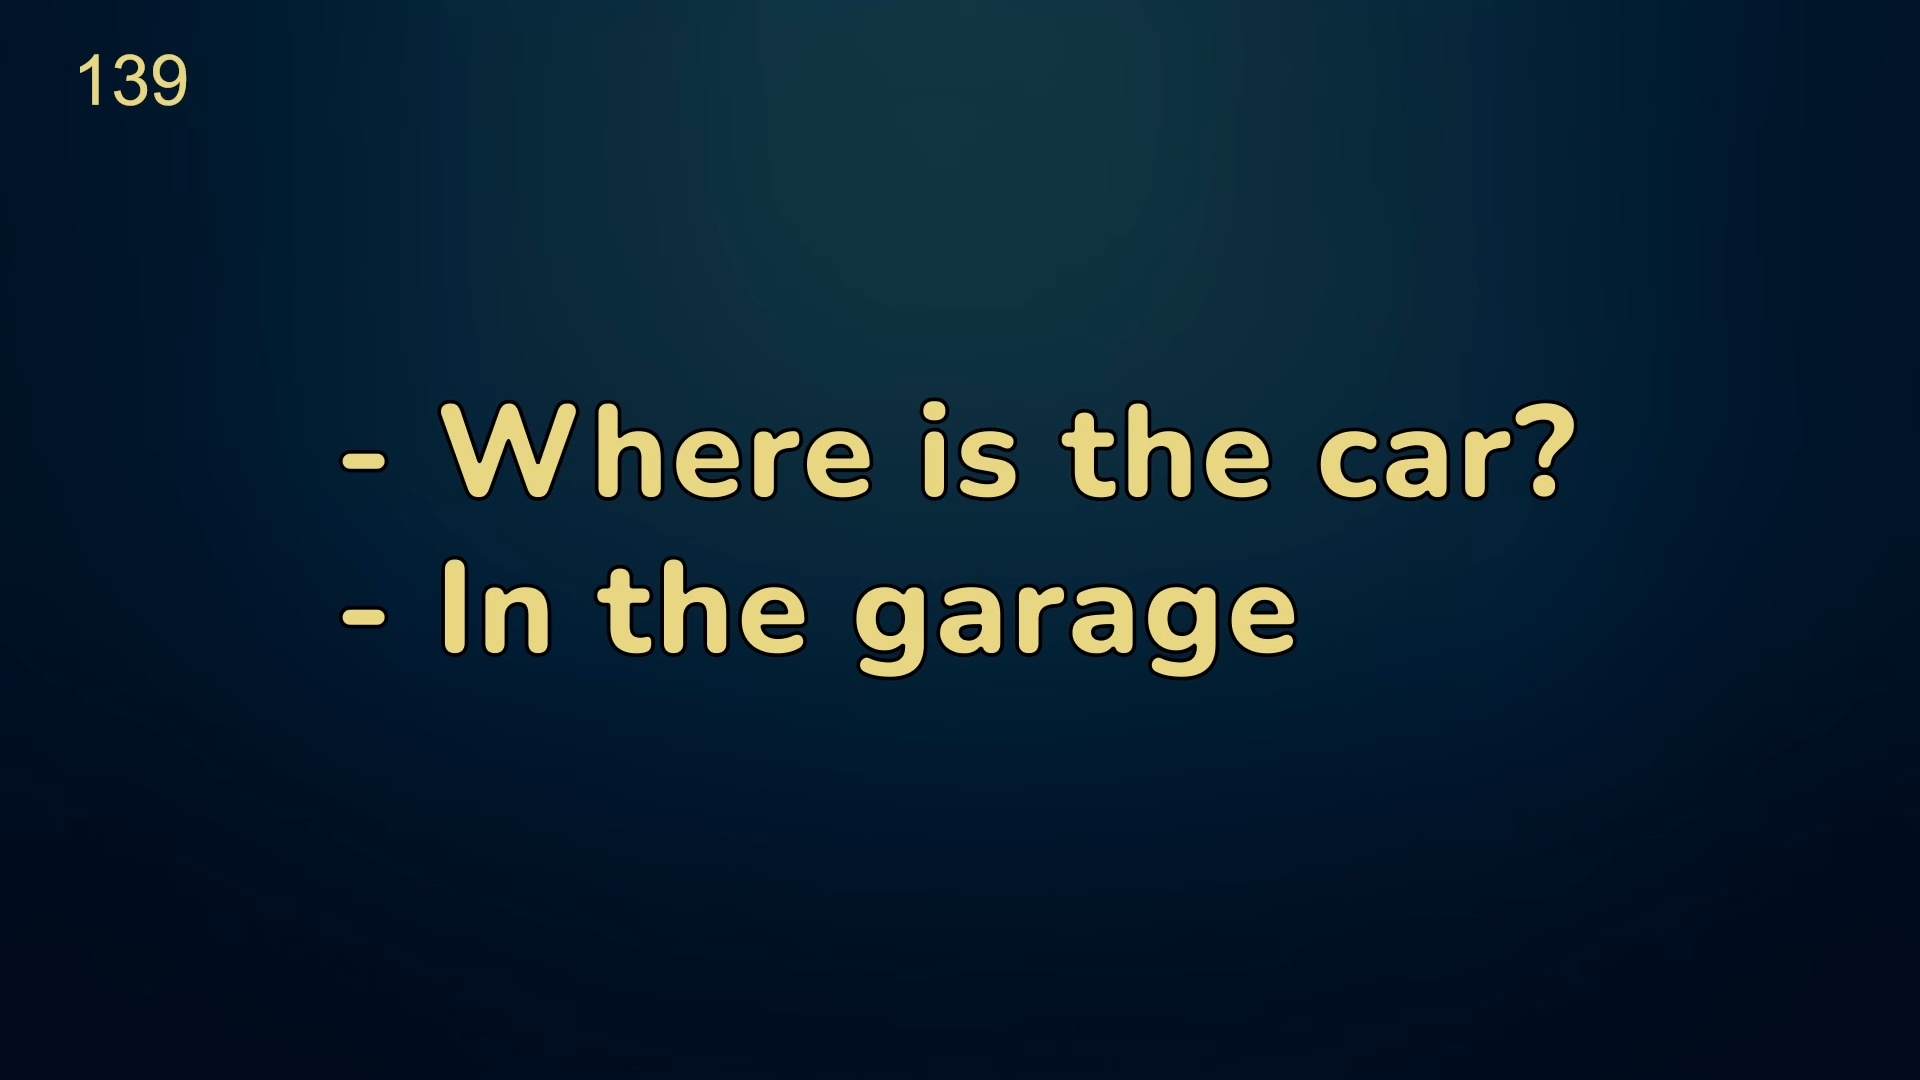 139
- Where is the car?
- In the garage